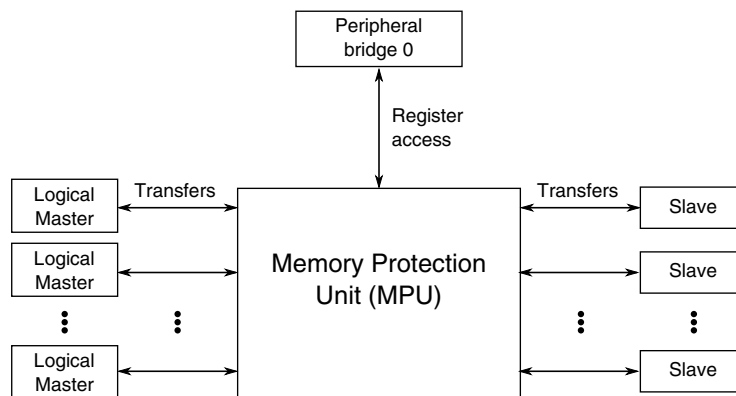 Peripheral
bridge 0
Register
access
Logical
Master
Transfers
Transfers
Slave
Logical
Master
Memory Protection
Unit (MPU)
Slave
Logical
Master
Slave